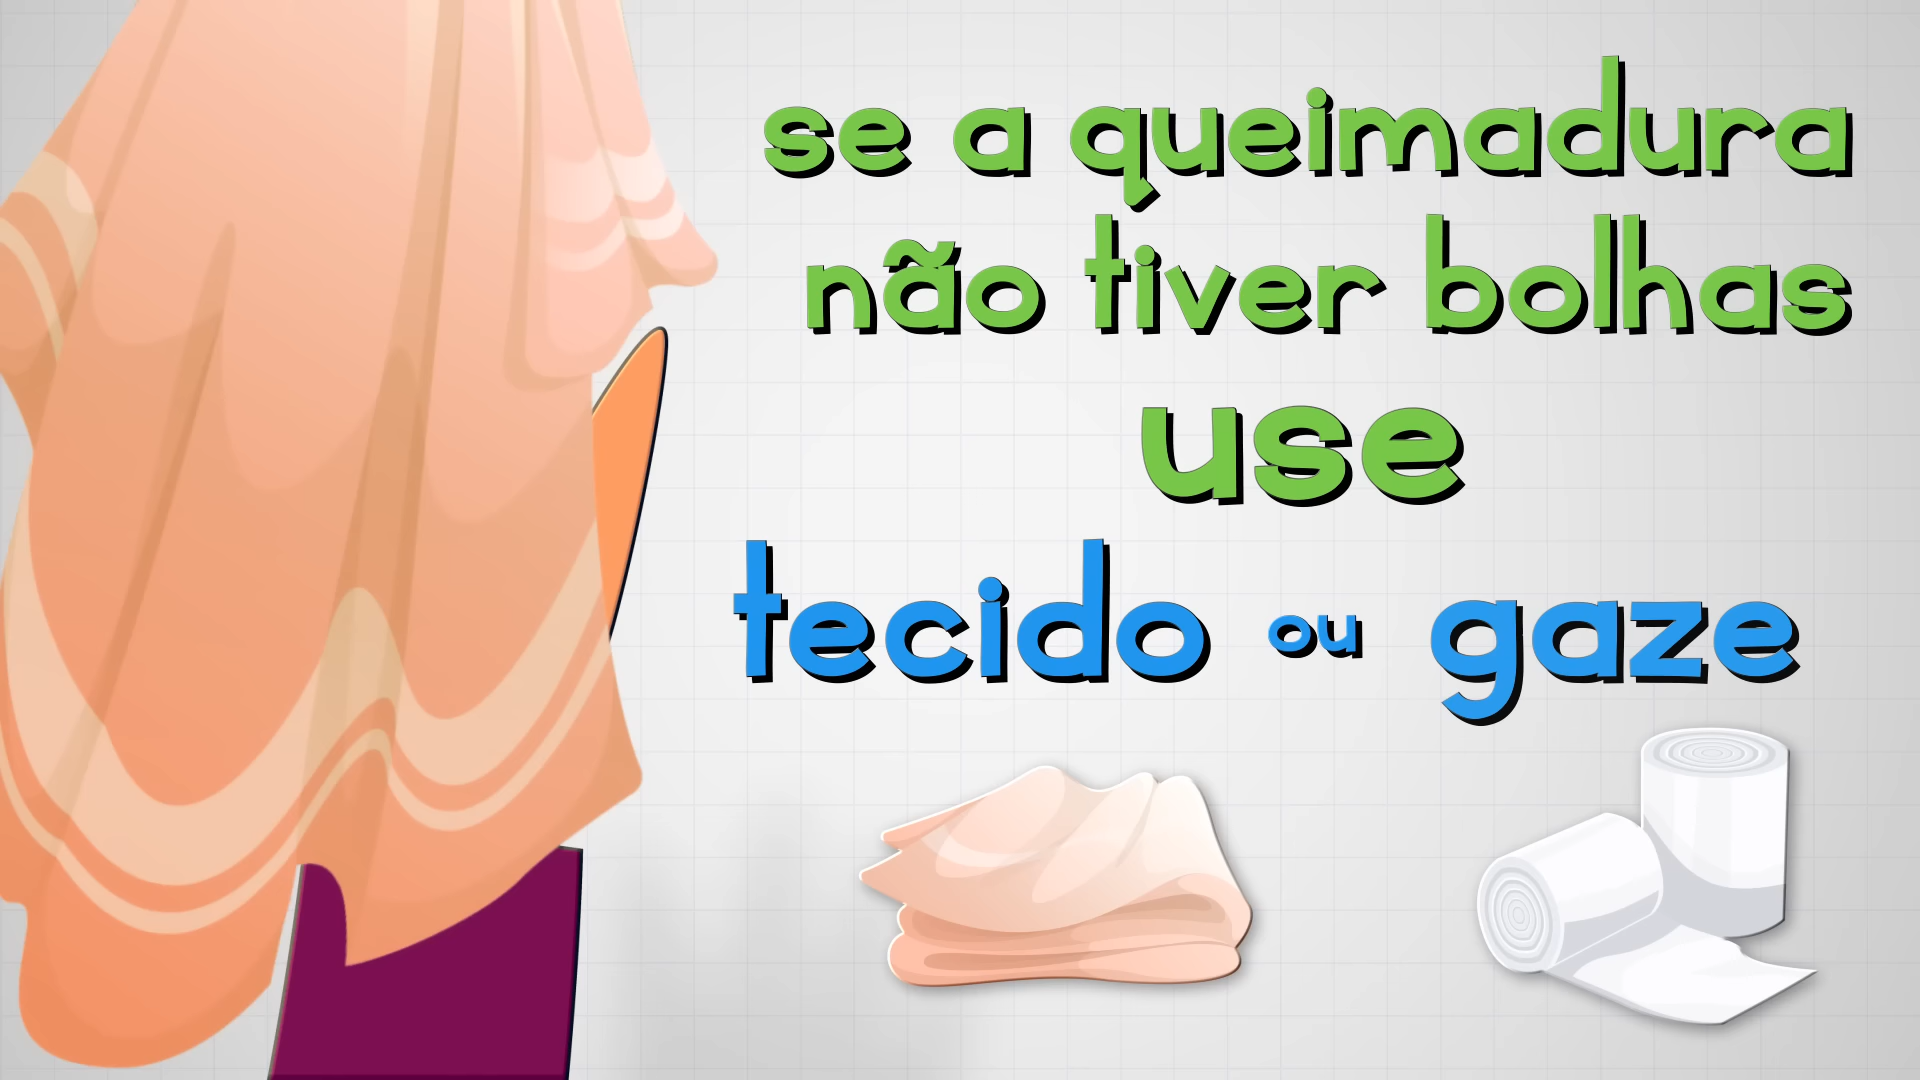 se a queimadura
não tiver bolhas
use
tecido ou gaze